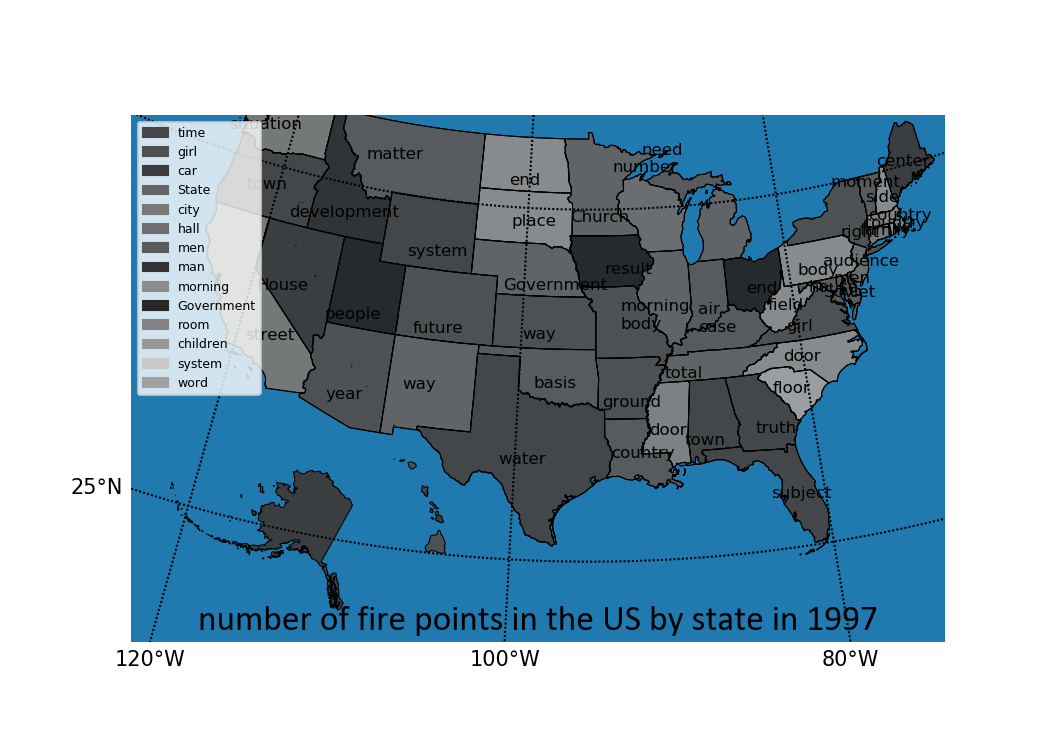 situation
time
girl
car
State
city
hall
men
man
morning
Government
room
children
system
word
town
House
street
matter
development
people
system
future
year
way
water
end
place
Government
way
basis
need
number
Church
result
morning
body
ground
country
total
door
town
air
case
end
field
girl
door
floor
truth
subject
center
moment
side
country
right
family
audience
body
men
25°N
number of fire points in the US by state in 1997
120°W
100°W
80°W